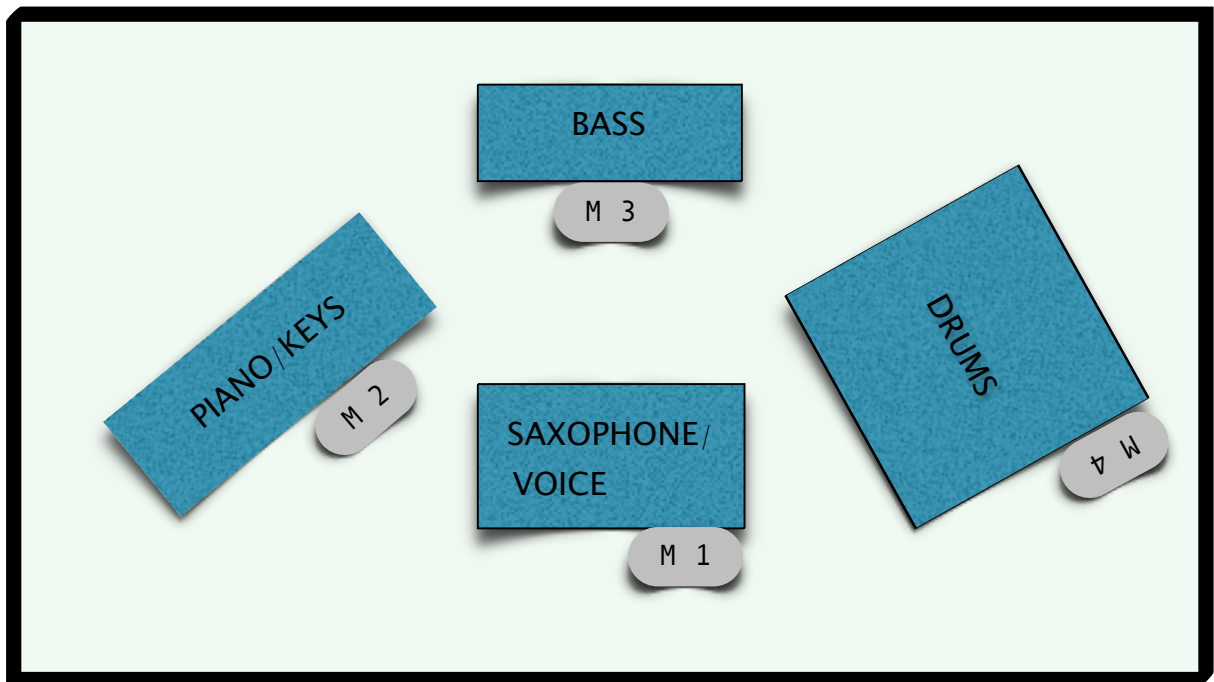 BASS
M 3
PIANO/KEYS
M 2
DRUMS
M 4
SAXOPHONE/
VOICE
M 1